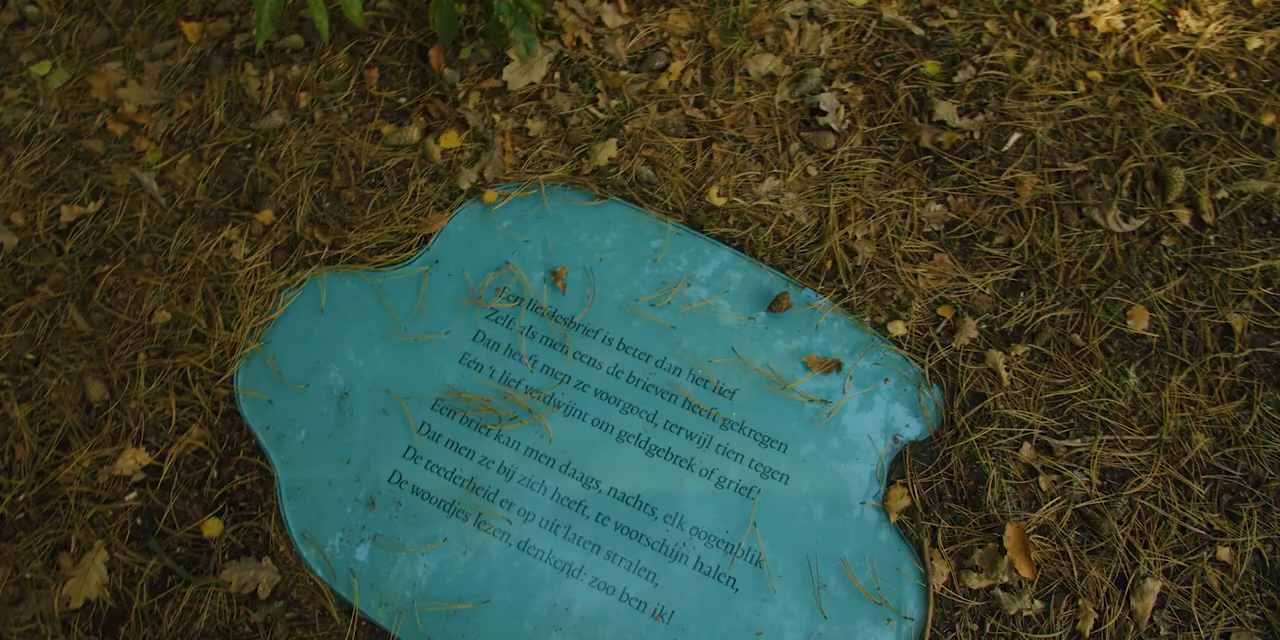 Een liefdesbrief is beter dan het lief
Zelf: als men eens de brieven heeft gekregen
Dan heeft men ze voorgoed, terwijl tien tegen
Eén 't lief verdwijnt om geldgebrek of grief!
Een brief kan men daags, nachts, elk oogenblik
Dat men ze bij zich heeft, te voorschijn halen,
De teederheid er op uit laten stralen,
De woordjes lezen, denkend: zoo ben ik!